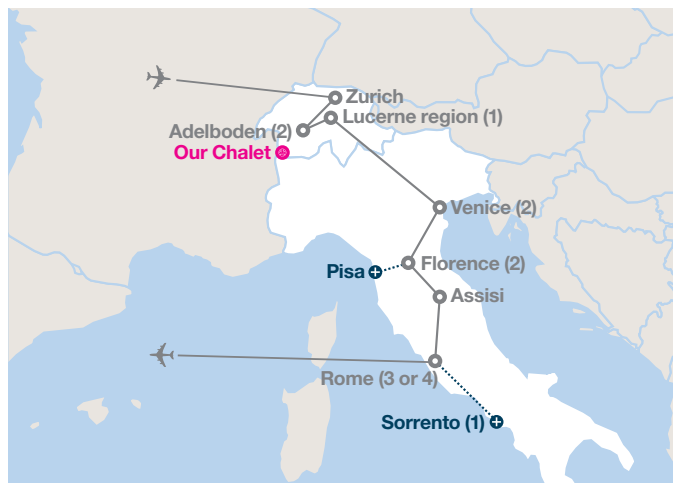 Zurich
Lucerne region (1)
Adelboden (2)
Our Chalet
Venice (2)
Florence (2)
Pisa
Assisi
Rome (3 or 4)
Sorrento (1)